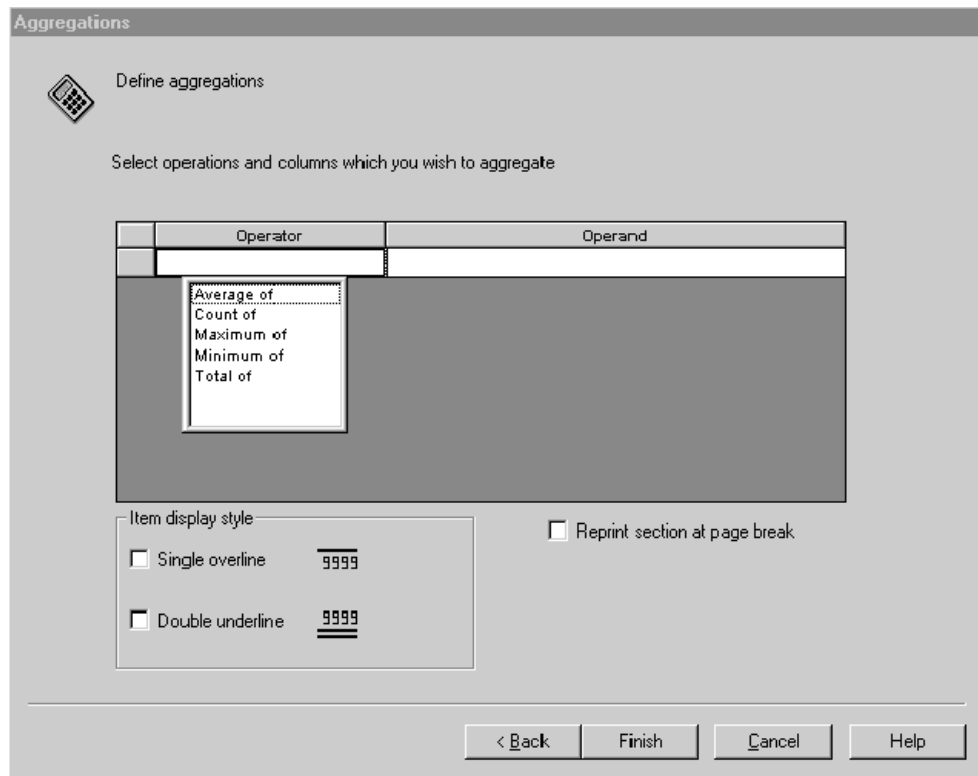 Aggregations
Define aggregations
Select operations and columns which you wish to aggregate
Operator Operand
Average of
Count of
Maximum of
Minimum of
Total of
Item display style
Reprint section at page break
Single overline 9999
Double underline 9999
< Back Finish Cancel Help